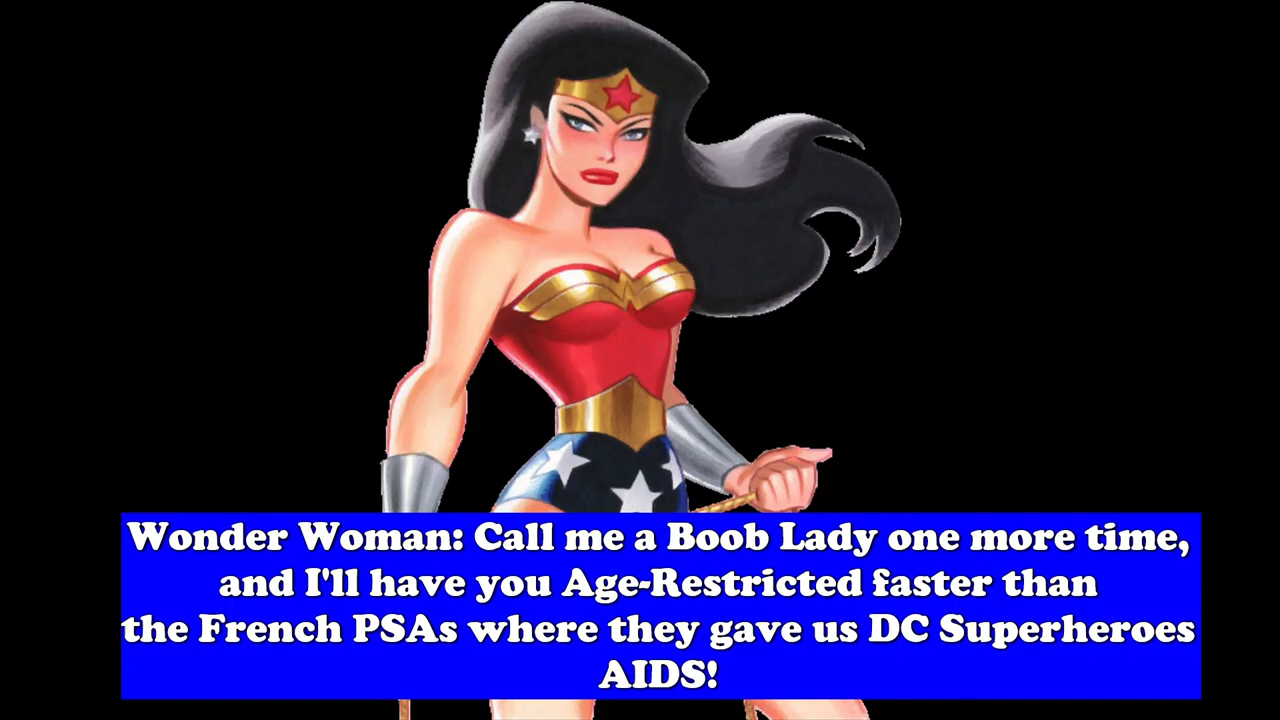 Wonder Woman: Call me a Boob Lady one more time,
and I'll have you Age-Restricted faster than
the French PSAs where they gave us DC Superheroes
AIDS!